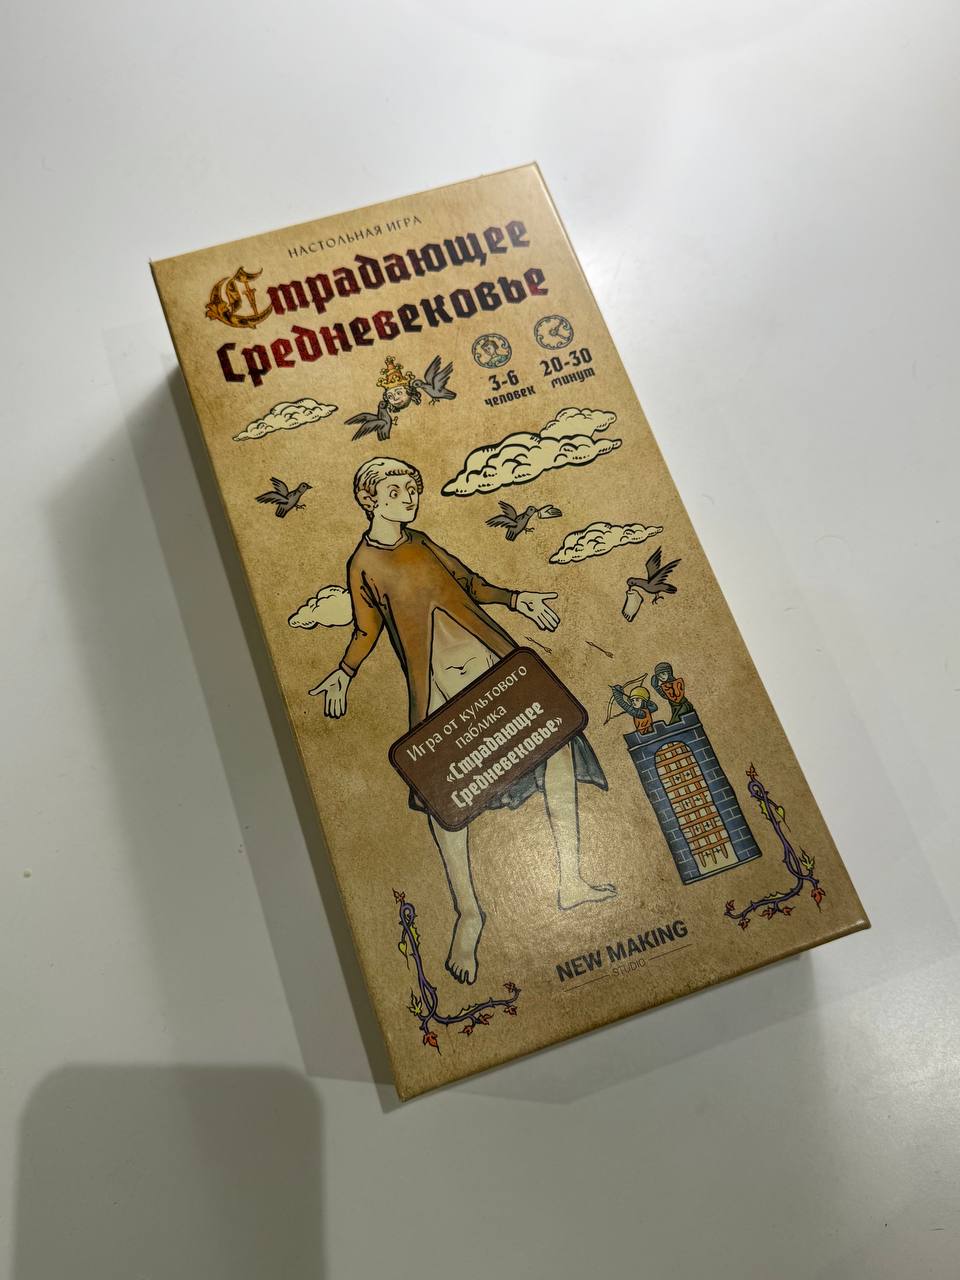 НАСТОЛЬНАЯ ИГРА
Страдающее
Средневековье
3-6
человек
20-30
минут
Игра от культового
паблика
«Страдающее
Средневековье»
NEW MAKING
STUDIO